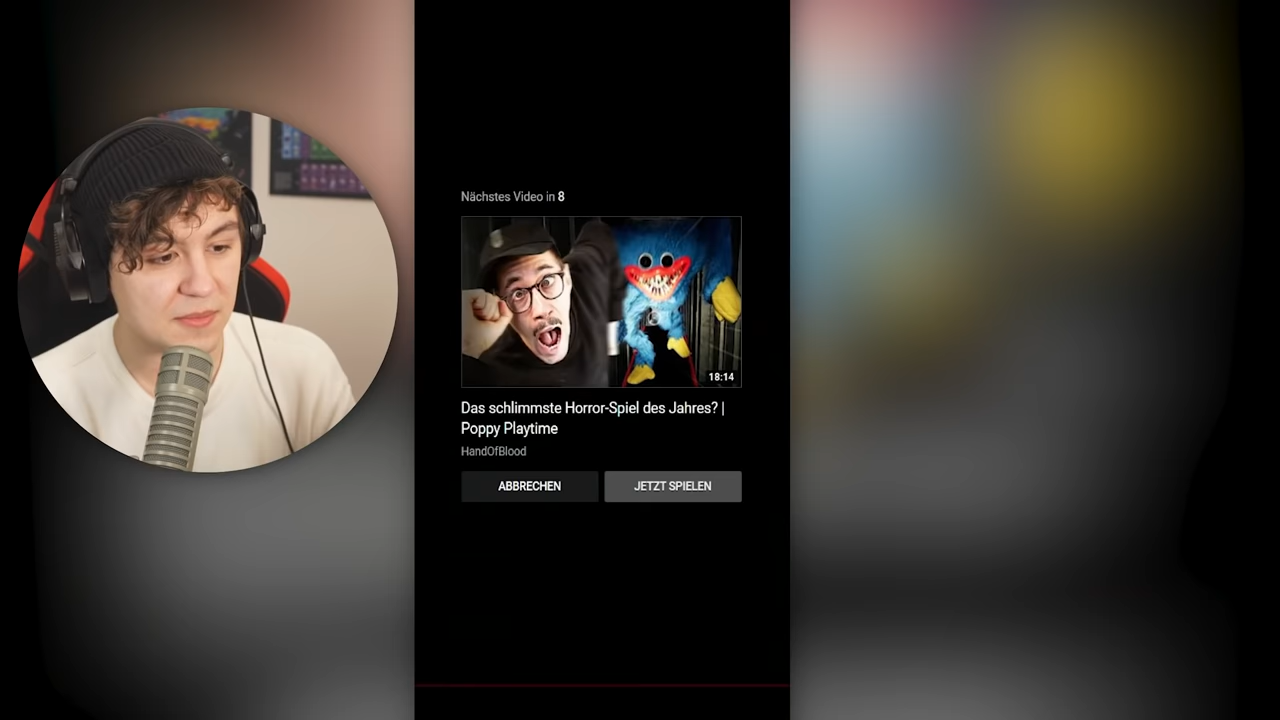 Nächstes Video in 8
18:14
Das schlimmste Horror-Spiel des Jahres? |
Poppy Playtime
HandOfBlood
ABBRECHEN
JETZT SPIELEN